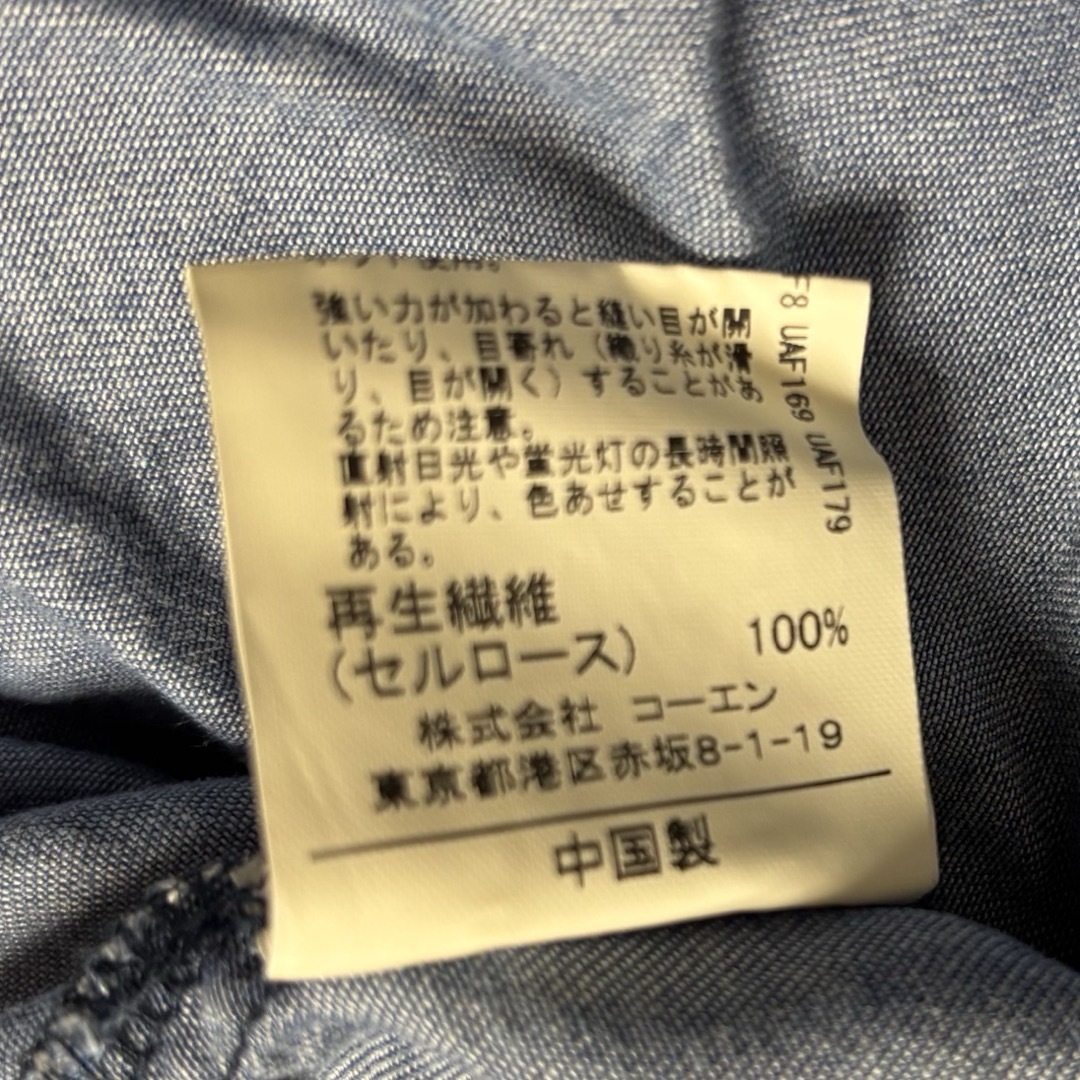 使用。
強い力が加わると縫い目が開
いたり、目寄れ（織り糸が滑
り、目が開く）することがあ
るため注意。
直射日光や蛍光灯の長時間照
射により、色あせすることが
ある。
再生繊維
(セルロース) 100%
株式会社 コーエン
東京都港区赤坂8-1-19
中国製
F8 UAF169 UAF179